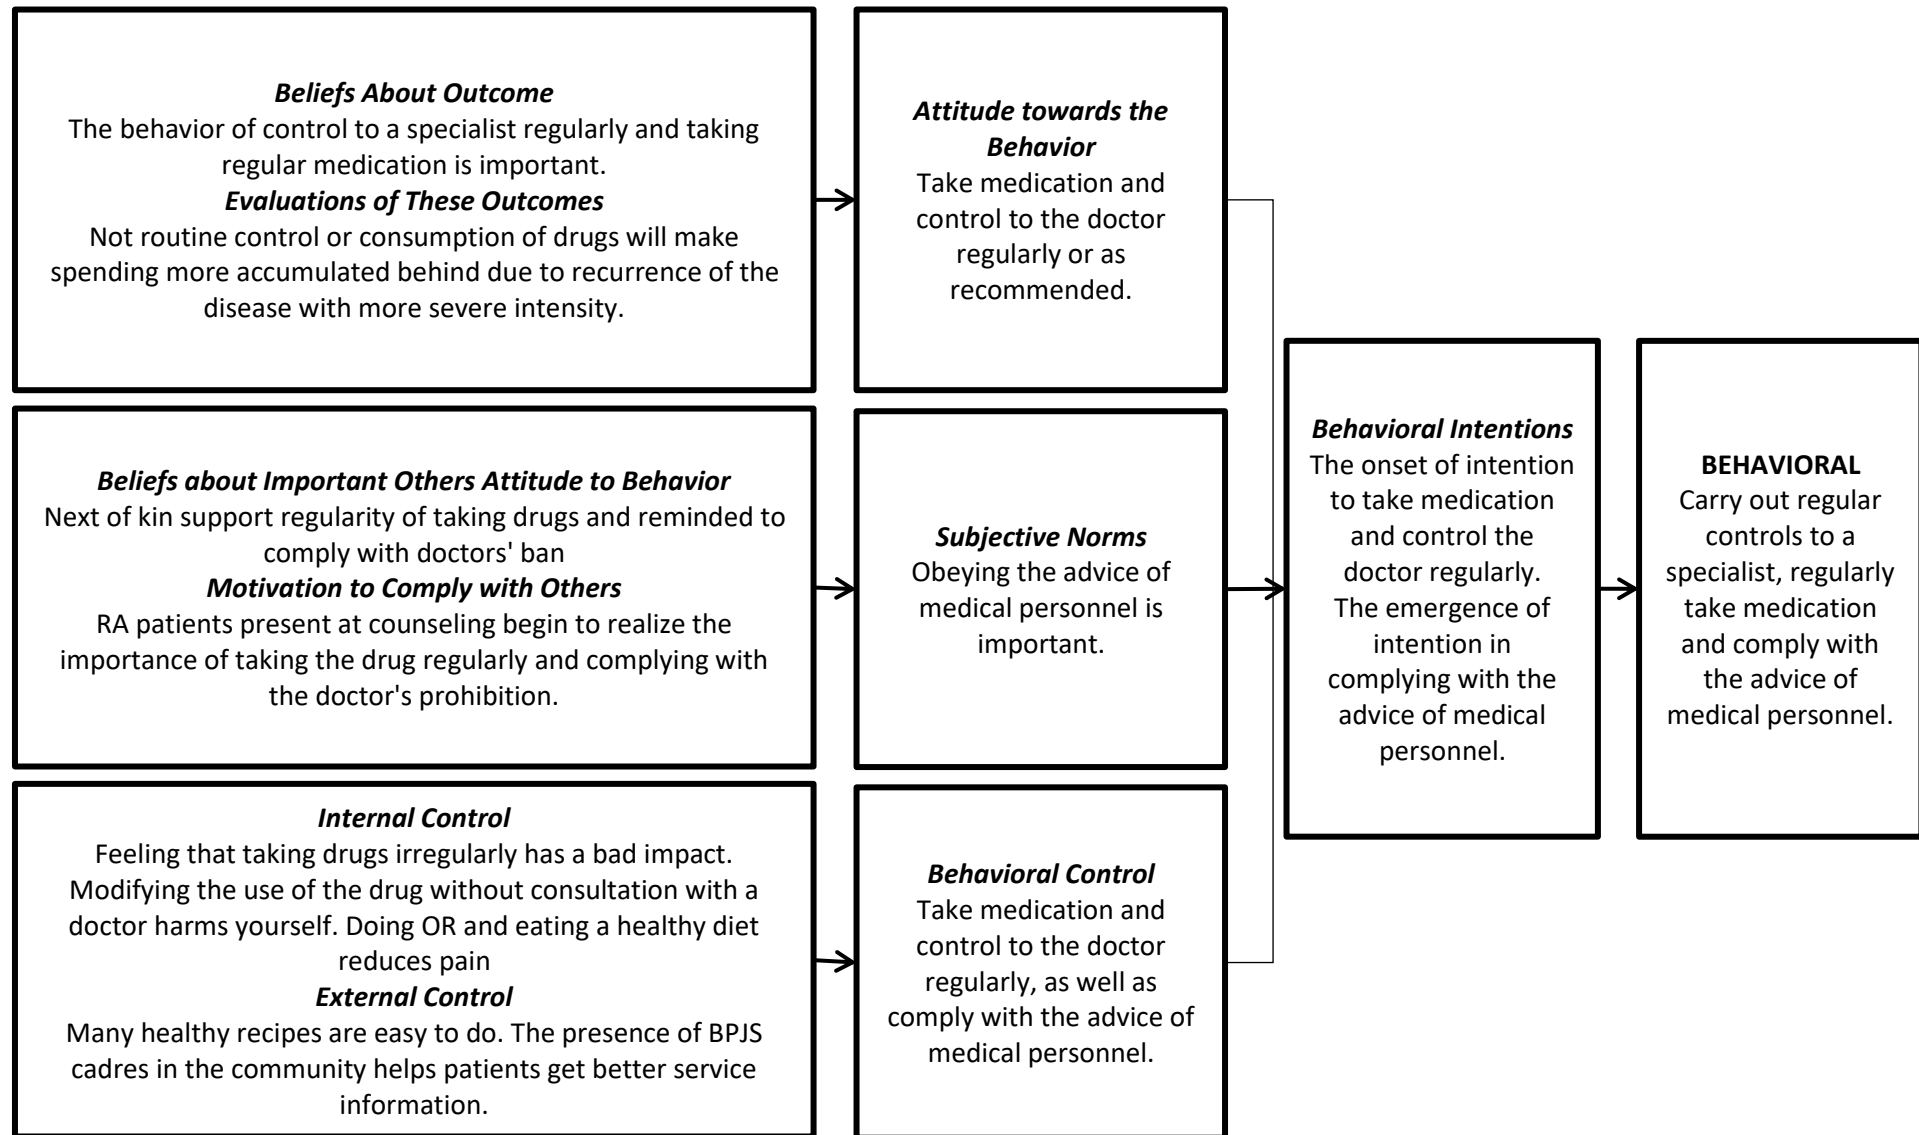 Beliefs About Outcome
The behavior of control to a specialist regularly and taking
regular medication is important.
Evaluations of These Outcomes
Not routine control or consumption of drugs will make
spending more accumulated behind due to recurrence of the
disease with more severe intensity.
Attitude towards the
Behavior
Take medication and
control to the doctor
regularly or as
recommended.
Beliefs about Important Others Attitude to Behavior
Next of kin support regularity of taking drugs and reminded to
comply with doctors' ban
Motivation to Comply with Others
RA patients present at counseling begin to realize the
importance of taking the drug regularly and complying with
the doctor's prohibition.
Subjective Norms
Obeying the advice of
medical personnel is
important.
Internal Control
Feeling that taking drugs irregularly has a bad impact.
Modifying the use of the drug without consultation with a
doctor harms yourself. Doing OR and eating a healthy diet
reduces pain
External Control
Many healthy recipes are easy to do. The presence of BPJS
cadres in the community helps patients get better service
information.
Behavioral Control
Take medication and
control to the doctor
regularly, as well as
comply with the advice of
medical personnel.
Behavioral Intentions
The onset of intention
to take medication
and control the
doctor regularly.
The emergence of
intention in
complying with the
advice of medical
personnel.
BEHAVIORAL
Carry out regular
controls to a
specialist, regularly
take medication
and comply with
the advice of
medical personnel.